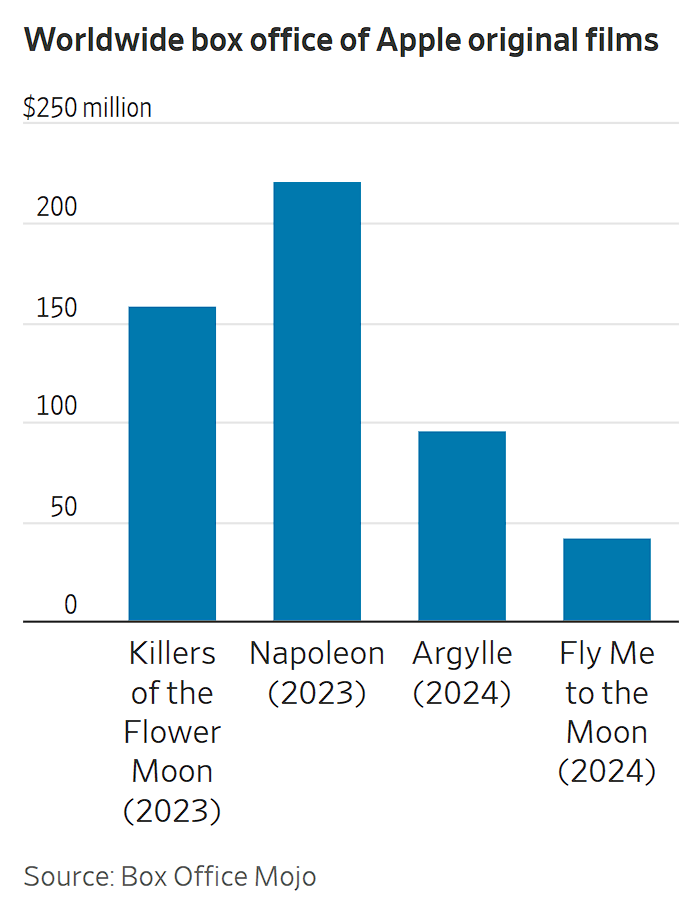 Worldwide box office of Apple original films
$250 million
200
150
100
50
0
Killers
of the
Flower
Moon
(2023)
Napoleon
(2023)
Argylle
(2024)
Fly Me
to the
Moon
(2024)
Source: Box Office Mojo